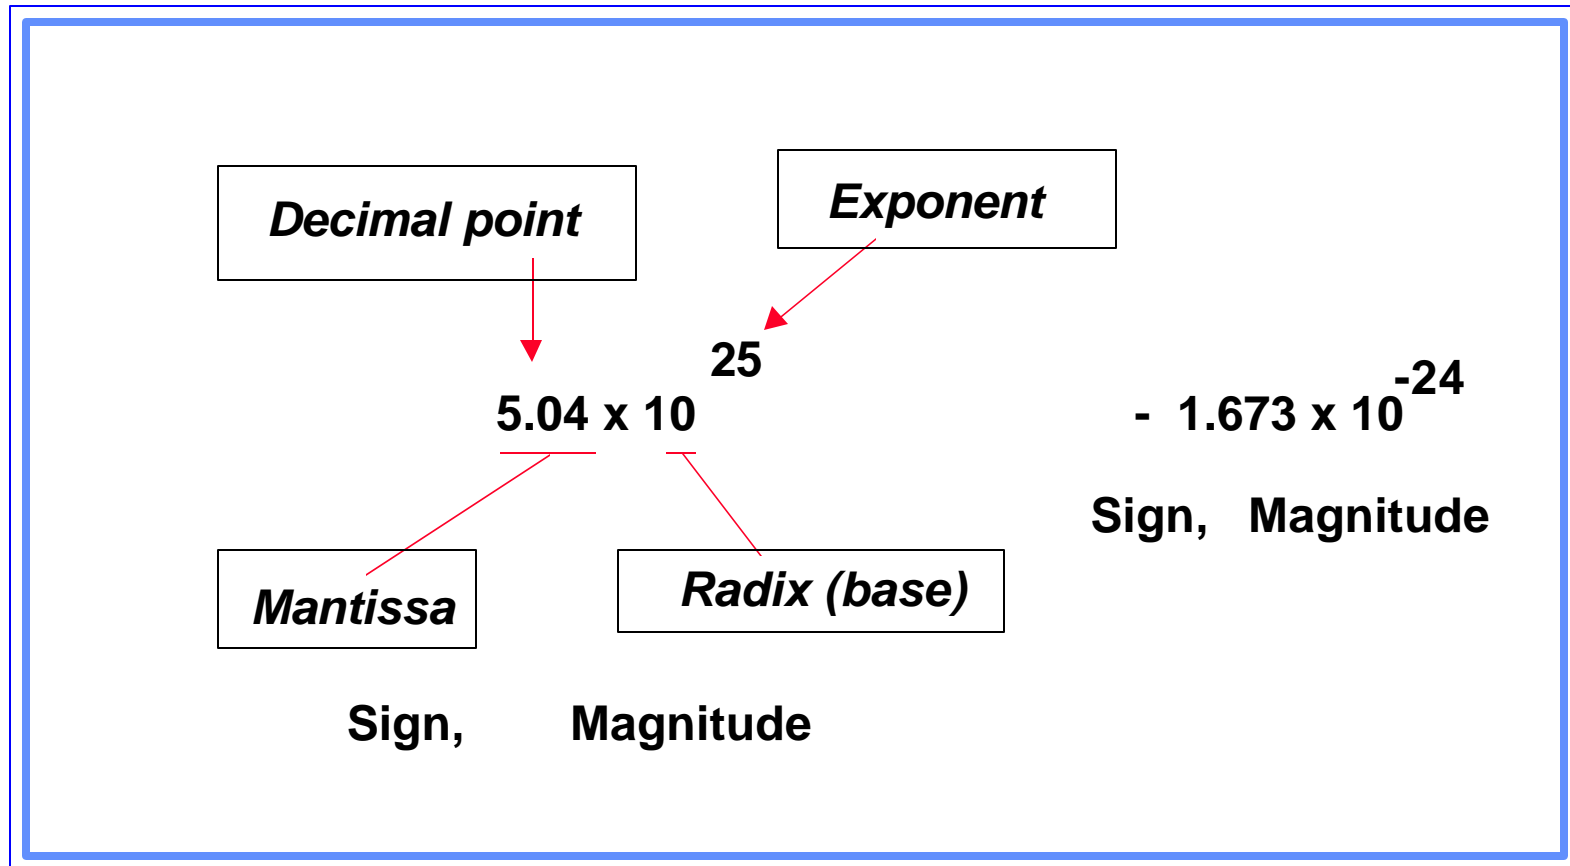 Decimal point
Exponent
5.04 x 10 25
- 1.673 x 10 -24
Sign, Magnitude
Mantissa
Radix (base)
Sign, Magnitude